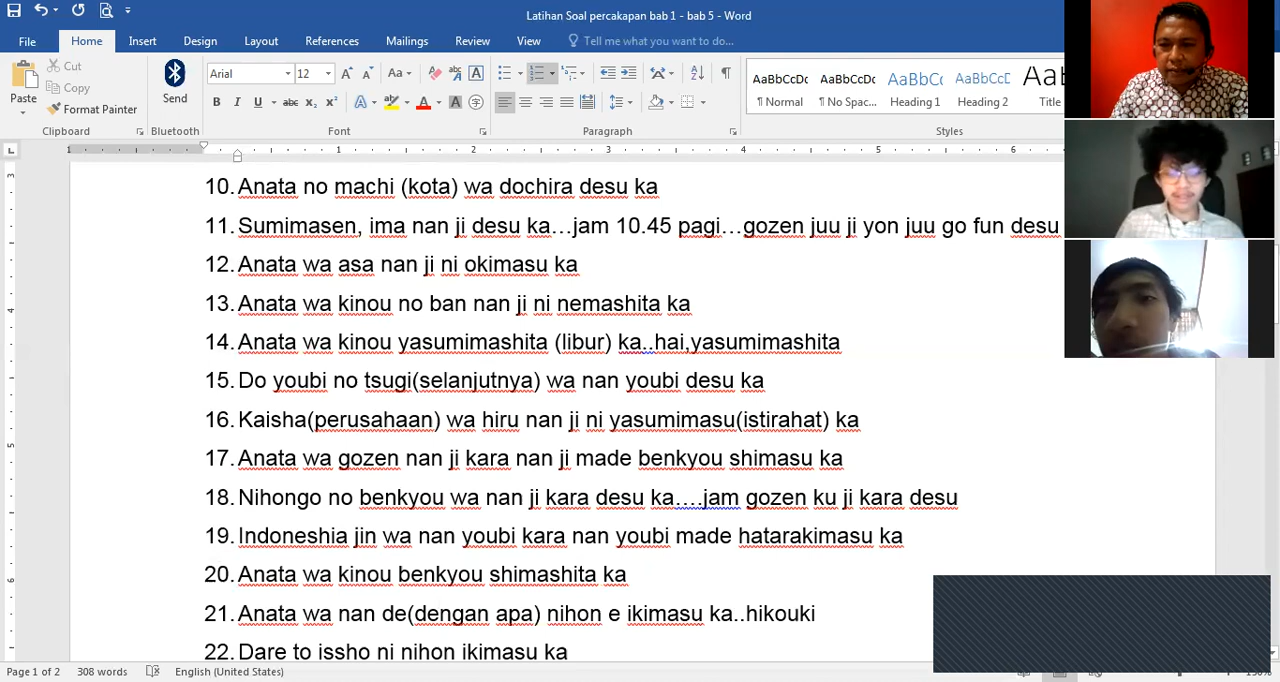 Latihan Soal percakapan bab 1 - bab 5 - Word
File Home Insert Design Layout References Mailings Review View Tell me what you want to do...
Paste
Cut
Copy
Format Painter
Clipboard
Send
Bluetooth
Arial 12
Font
Paragraph
AaBbCcDc AaBbCcDc AaBbCc AaBbCcC
¶ Normal ¶ No Spac... Heading 1 Heading 2 Title
Styles
1 1 2 3 4 5 6
10. Anata no machi (kota) wa dochira desu ka
11. Sumimasen, ima nan ji desu ka…jam 10.45 pagi…gozen juu ji yon juu go fun desu
12. Anata wa asa nan ji ni okimasu ka
13. Anata wa kinou no ban nan ji ni nemashita ka
14. Anata wa kinou yasumimashita (libur) ka..hai,yasumimashita
15. Do youbi no tsugi(selanjutnya) wa nan youbi desu ka
16. Kaisha(perusahaan) wa hiru nan ji ni yasumimasu(istirahat) ka
17. Anata wa gozen nan ji kara nan ji made benkyou shimasu ka
18. Nihongo no benkyou wa nan ji kara desu ka….jam gozen ku ji kara desu
19. Indoneshia jin wa nan youbi kara nan youbi made hatarakimasu ka
20. Anata wa kinou benkyou shimashita ka
21. Anata wa nan de(dengan apa) nihon e ikimasu ka..hikouki
22. Dare to issho ni nihon ikimasu ka
Page 1 of 2 308 words English (United States)